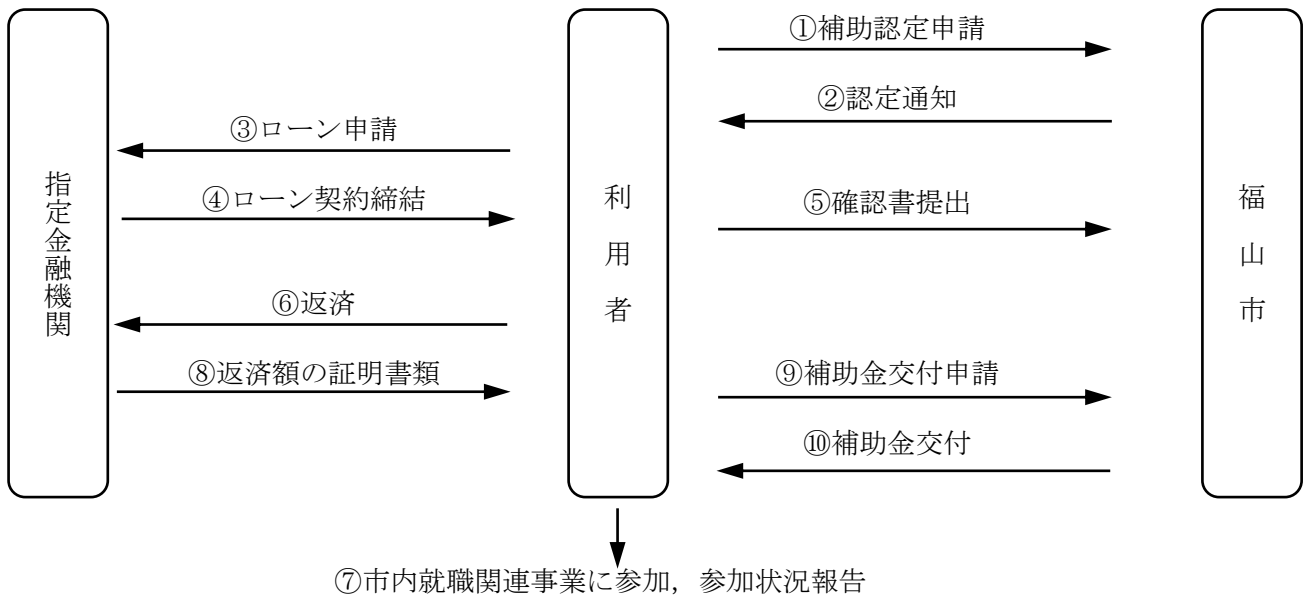 ①補助認定申請
②認定通知
③ローン申請
④ローン契約締結
⑤確認書提出
指定金融機関
利用者
福山市
⑥返済
⑧返済額の証明書類
⑨補助金交付申請
⑩補助金交付
⑦市内就職関連事業に参加，参加状況報告